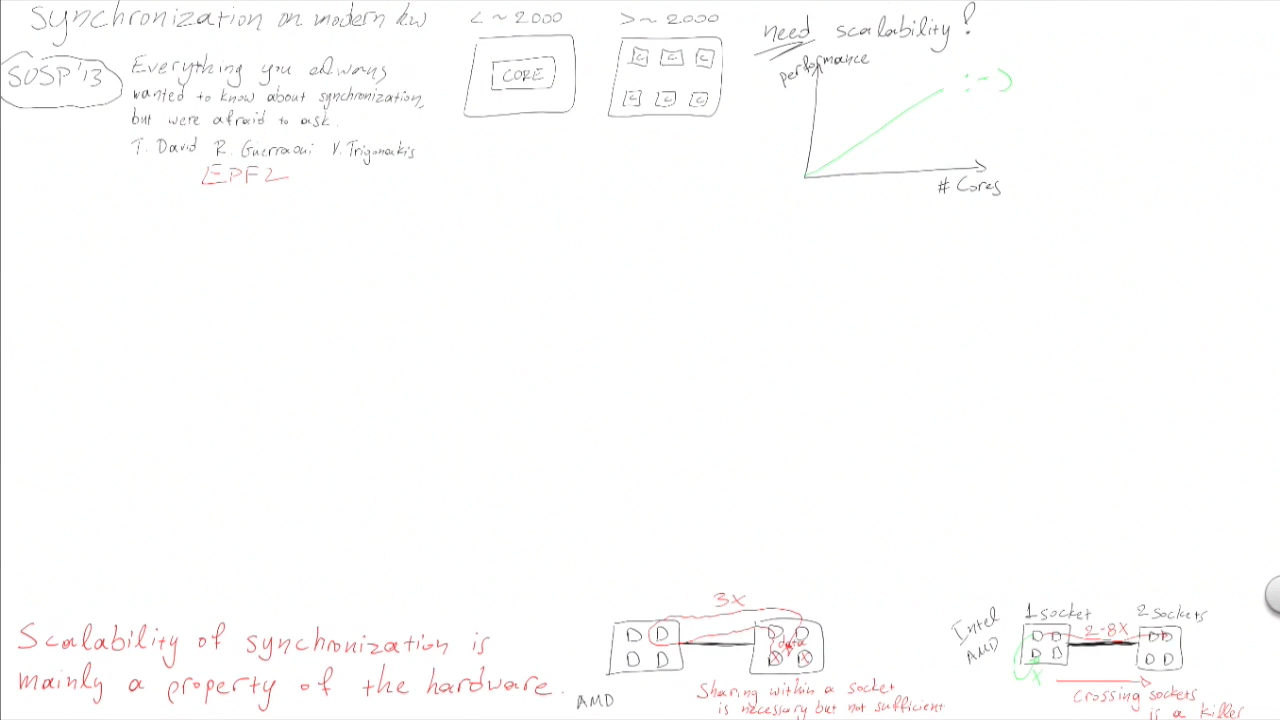 Synchronization on modern hw
SOSP'13
Everything you always
wanted to know about synchronization,
but were afraid to ask.
T. David R. Guerraoui V. Trigonakis
EPFL
< ~ 2000
CORE
> ~ 2000
C C C
C C C
need scalability!
performance
:-)
# Cores
Scalability of synchronization is
mainly a property of the hardware.
3X
D D
D D
D D
data
X X
AMD
Sharing within a socket
is necessary but not sufficient
Intel
AMD
1 socket
2 sockets
2-8X
D D
D D
D D
D D
X
Crossing sockets
is a killer